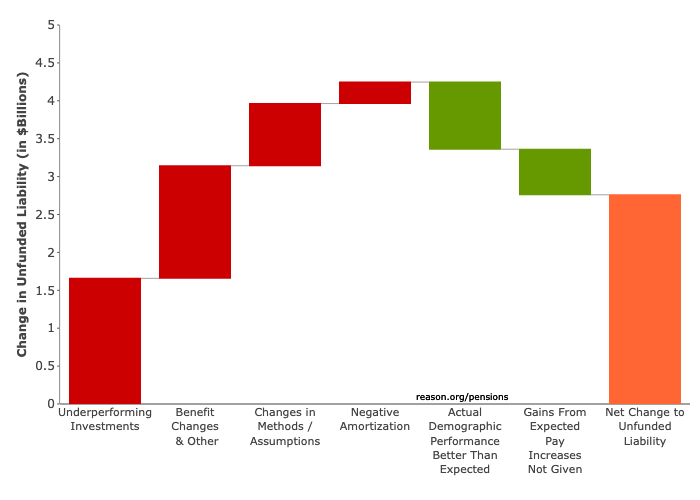 Change in Unfunded Liability (in $Billions)
5
4.5
4
3.5
3
2.5
2
1.5
1
0.5
0
reason.org/pensions
Underperforming
Investments
Benefit
Changes
& Other
Changes in
Methods /
Assumptions
Negative
Amortization
Actual
Demographic
Performance
Better Than
Expected
Gains From
Expected
Pay
Increases
Not Given
Net Change to
Unfunded
Liability